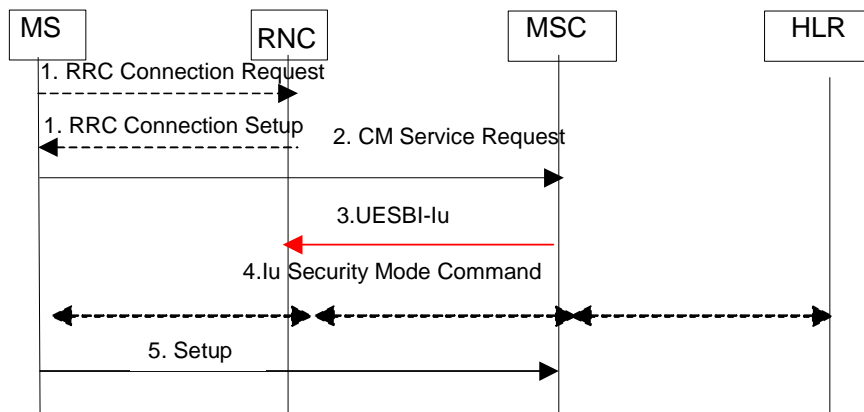 MS
RNC
MSC
HLR
1. RRC Connection Request
1. RRC Connection Setup
2. CM Service Request
3.UESBI-Iu
4.Iu Security Mode Command
5. Setup